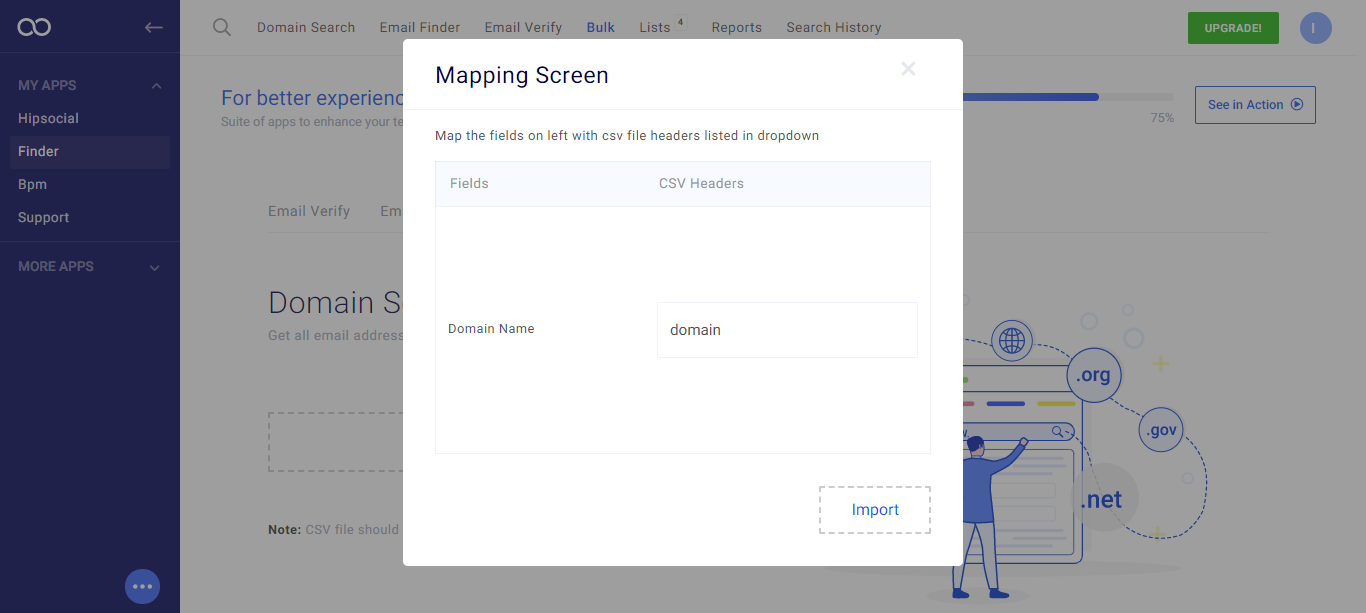 Domain Search Email Finder Email Verify Bulk Lists 4 Reports Search History UPGRADE! I
MY APPS
Hipsocial
Finder
Bpm
Support
MORE APPS
For better experienc
Suite of apps to enhance your te
75%
See in Action
Email Verify Em
Domain S
Get all email address
Note: CSV file should
Mapping Screen
Map the fields on left with csv file headers listed in dropdown
Fields CSV Headers
Domain Name domain
Import
.org
.gov
.net